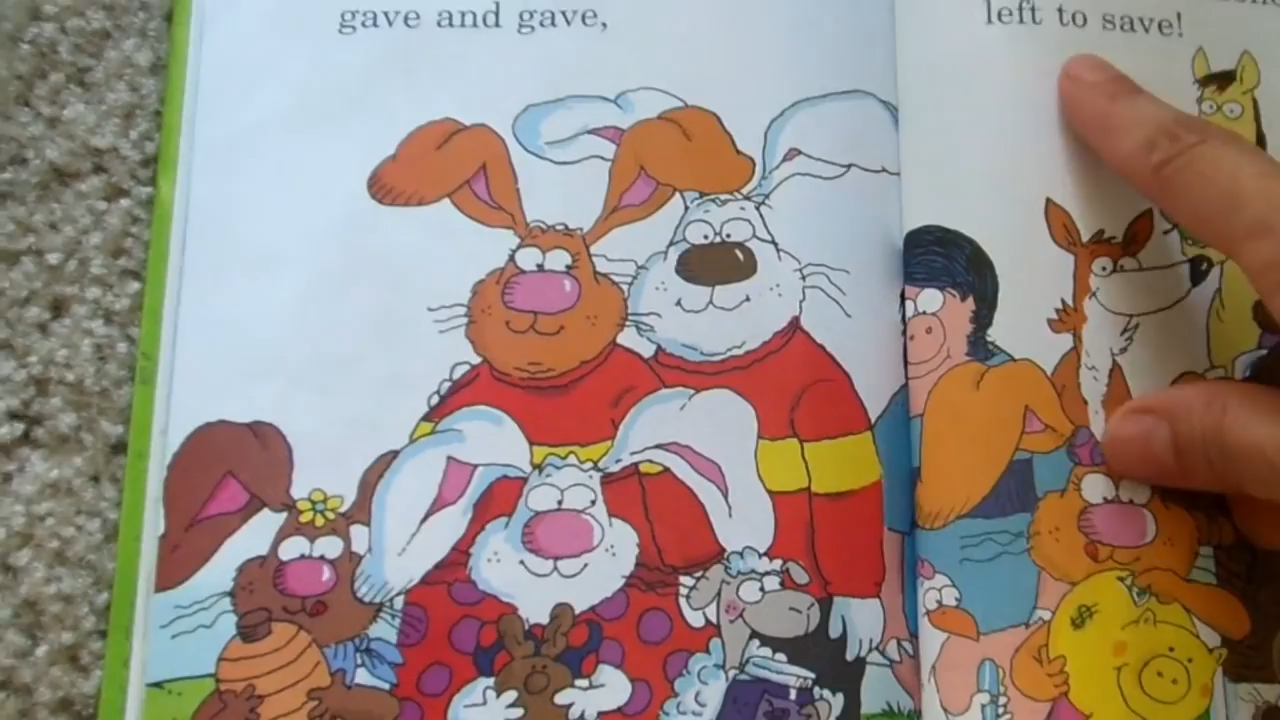 gave and gave,
left to save!
$